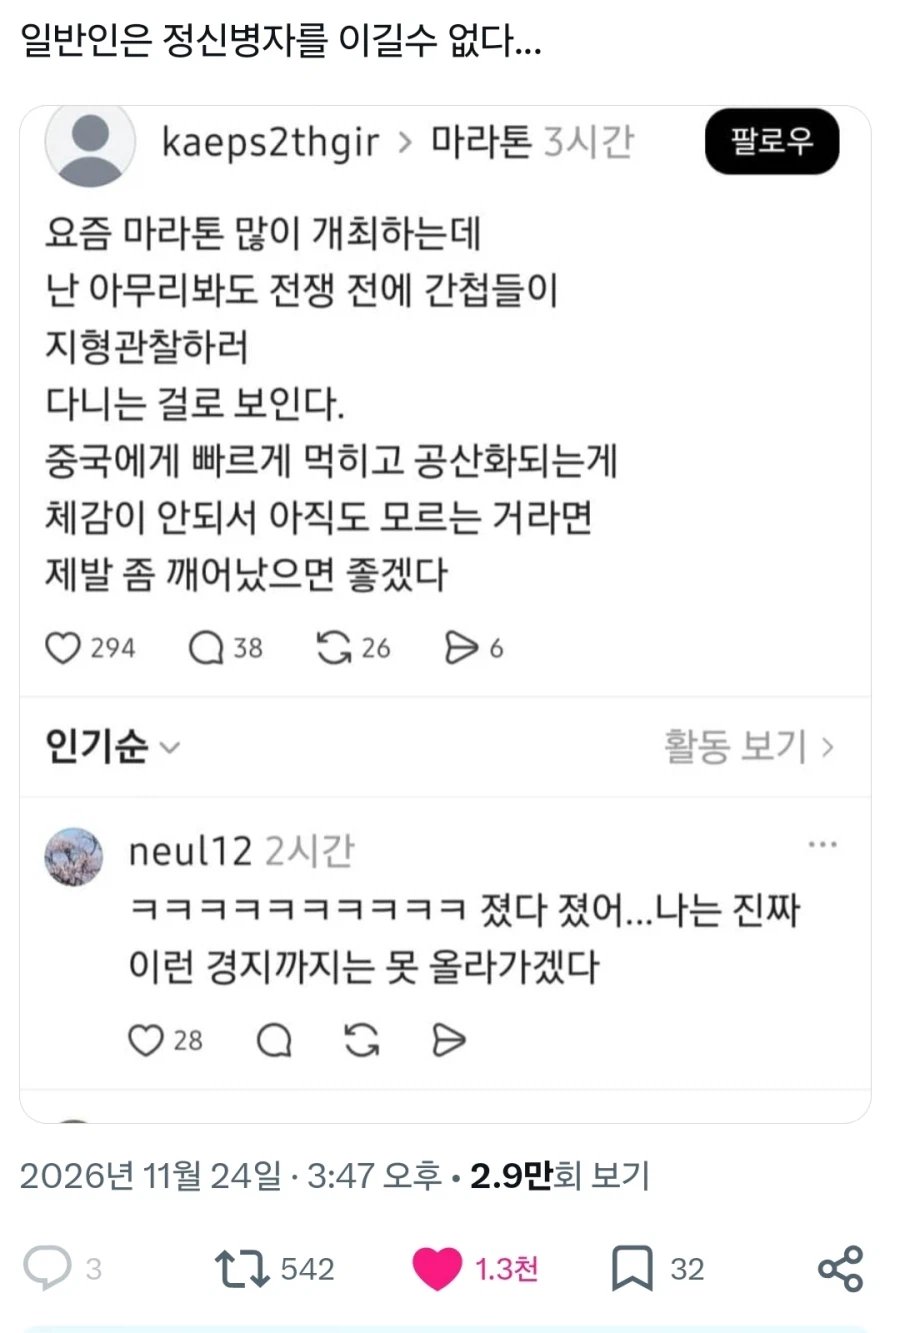 일반인은 정신병자를 이길수 없다...
kaeps2thgir > 마라톤 3시간
팔로우
요즘 마라톤 많이 개최하는데
난 아무리봐도 전쟁 전에 간첩들이
지형관찰하러
다니는 걸로 보인다.
중국에게 빠르게 먹히고 공산화되는게
체감이 안되서 아직도 모르는 거라면
제발 좀 깨어났으면 좋겠다
294 38 26 6
인기순
활동 보기 >
neul12 2시간
ㅋㅋㅋㅋㅋㅋㅋㅋㅋㅋ 졌다 졌어...나는 진짜
이런 경지까지는 못 올라가겠다
28
2026년 11월 24일 · 3:47 오후 · 2.9만회 보기
3 542 1.3천 32